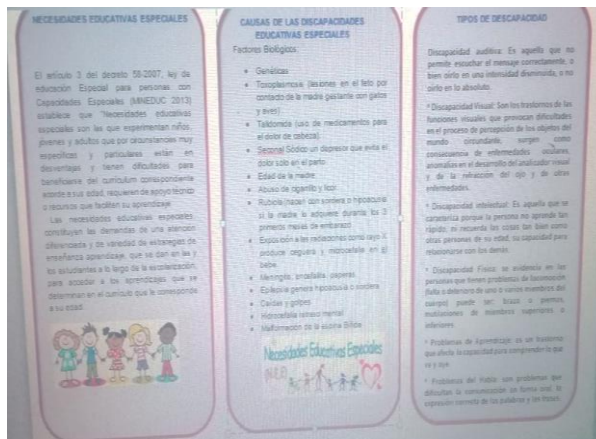 NECESIDADES EDUCATIVAS ESPECIALES
El artículo 3 del decreto 58-2007, ley de
educación Especial para personas con
Capacidades Especiales (MINEDUC 2013)
establece que "Necesidades educativas
especiales son las que experimentan niños,
jóvenes y adultos que por circunstancias muy
específicas y particulares están en
desventajas y tienen dificultades para
beneficiarse del currículum correspondiente
acorde a sus edad, requieren de apoyo técnico
o recursos que faciliten su aprendizaje.
Las necesidades educativas especiales
constituyen las demandas de una atención
diferenciada y de variedad de estrategias de
enseñanza aprendizaje, que se dan en las y
los estudiantes a lo largo de la escolarización,
para acceder a los aprendizajes que se
determinan en el currículo que le corresponde
a su edad.
CAUSAS DE LAS DISCAPACIDADES
EDUCATIVAS ESPECIALES
Factores Biológicos:
Genéticas
Toxoplasmosis (lesiones en el feto por
contacto de la madre gestante con gatos
y aves)
Talidomida (uso de medicamentos para
el dolor de cabeza)
Sódico un depresor que evita el
dolor sólo en el parto
Edad de la madre
Abuso de cigarrillo y licor
Rubiola (nacen con sordera o hipoacusia
si la madre lo adquiere durante los 3
primeros meses de embarazo)
Exposición a las radiaciones como rayo X
produce ceguera y microcefalia en el
bebe
Meningitis, encefalitis, paperas
Epilepsia genera hipoacusia o sordera
Caídas y golpes
Hidrocefalia retraso mental
Malformación de la espina Bífida
Necesidades Educativas Especiales
N.E.E
TIPOS DE DESCAPACIDAD
Discapacidad auditiva: Es aquello que no
permite escuchar el mensaje correctamente, o
bien oírlo en una intensidad disminuida, o no
oírlo en lo absoluto.
* Discapacidad Visual: Son los trastornos de las
funciones visuales que provocan dificultades
en el proceso de percepción de los objetos del
mundo circundante, surgen como
consecuencia de enfermedades oculares,
anomalías en el desarrollo del analizador visual
y de la refracción del ojo y de otras
enfermedades.
* Discapacidad intelectual: Es aquella que se
caracteriza porque la persona no aprende tan
rápido, ni recuerda las cosas tan bien como
otras personas de su edad, su capacidad para
relacionarse con los demás.
* Discapacidad Física: se evidencia en las
personas que tienen problemas de locomoción
(falta o deterioro de uno o varios miembros del
cuerpo) puede ser: brazo o piernas,
mutilaciones de miembros superiores o
inferiores.
* Problemas de Aprendizaje: es un trastorno
que afecta la capacidad para comprender lo que
ve y oye.
* Problemas del Habla: son problemas que
dificultan la comunicación en forma oral, la
expresión correcta de las palabras y las frases.